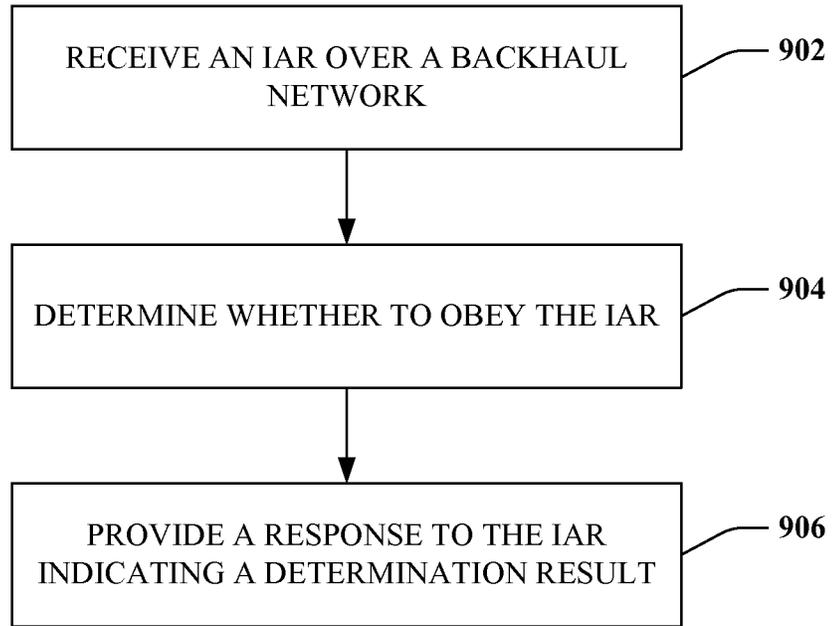 RECEIVE AN IAR OVER A BACKHAUL
NETWORK
902
DETERMINE WHETHER TO OBEY THE IAR
904
PROVIDE A RESPONSE TO THE IAR
INDICATING A DETERMINATION RESULT
906